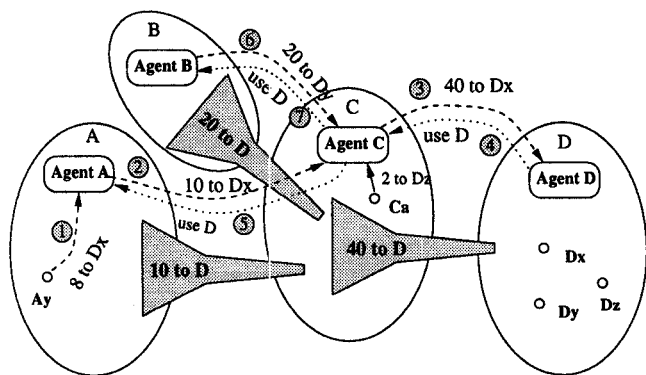 B
6
Agent B
20 to Dy
use D
7
C
3
40 to Dx
use D
4
D
A
20 to D
Agent C
Agent A
2
10 to Dx
2 to Dz
Agent D
Ca
use D
5
1
8 to Dx
10 to D
40 to D
Dx
Dz
Ay
Dy